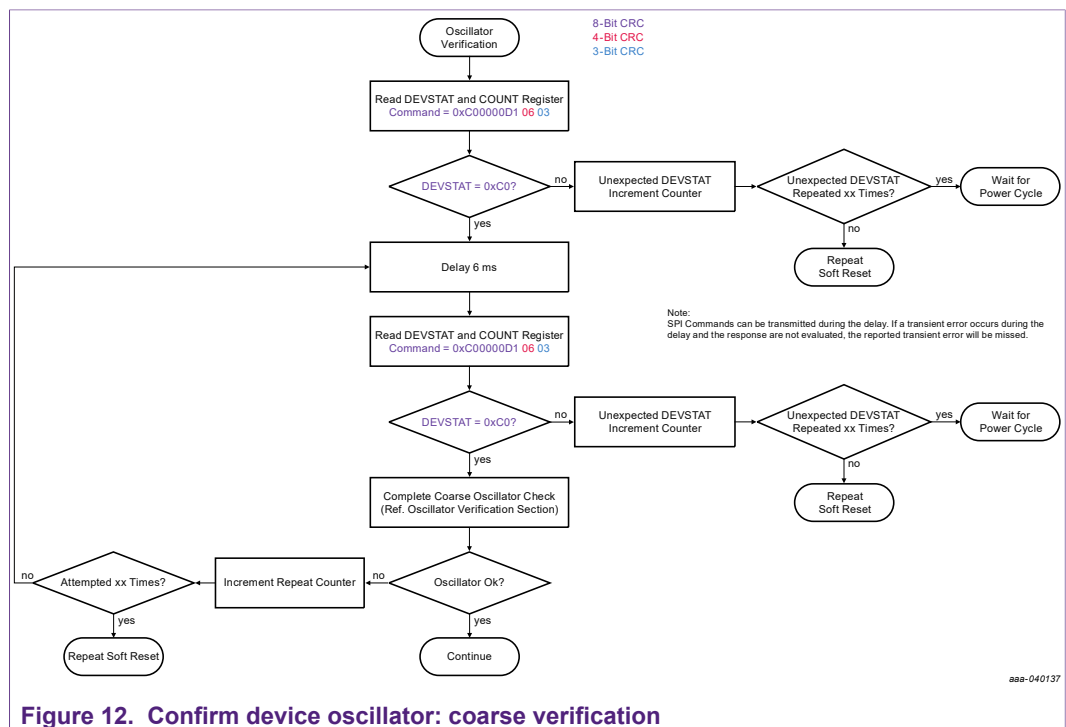 Oscillator
Verification
8-Bit CRC
4-Bit CRC
3-Bit CRC
Read DEVSTAT and COUNT Register
Command = 0xC00000D1 06 03
DEVSTAT = 0xC0?
no
Unexpected DEVSTAT
Increment Counter
Unexpected DEVSTAT
Repeated xx Times?
yes
Wait for
Power Cycle
yes
no
Delay 6 ms
Repeat
Soft Reset
Note:
SPI Commands can be transmitted during the delay. If a transient error occurs during the
delay and the response are not evaluated, the reported transient error will be missed.
Read DEVSTAT and COUNT Register
Command = 0xC00000D1 06 03
DEVSTAT = 0xC0?
no
Unexpected DEVSTAT
Increment Counter
Unexpected DEVSTAT
Repeated xx Times?
yes
Wait for
Power Cycle
yes
no
Complete Coarse Oscillator Check
(Ref. Oscillator Verification Section)
Repeat
Soft Reset
no
Attempted xx Times?
Increment Repeat Counter
no
Oscillator Ok?
yes
yes
Repeat Soft Reset
Continue
aaa-040137
Figure 12. Confirm device oscillator: coarse verification